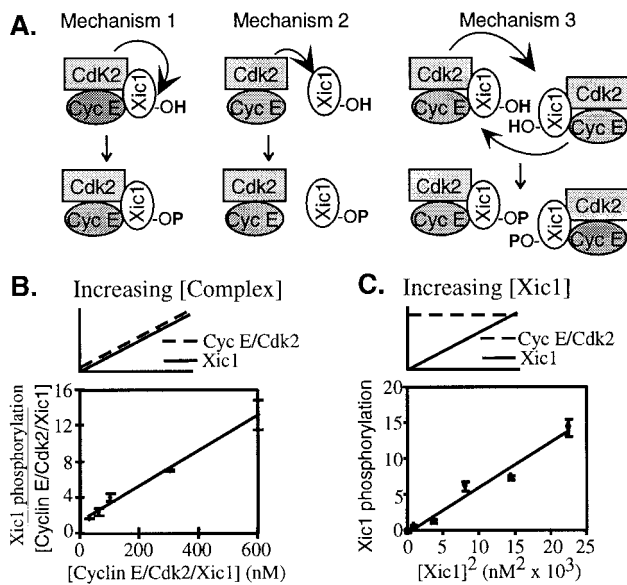 A.
Mechanism 1
Mechanism 2
Mechanism 3
CdK2
Cyc E
Xic1
-OH
Cdk2
Cyc E
Xic1
-OH
Cdk2
Cyc E
Xic1
-OH
HO-
Xic1
Cdk2
Cyc E
Cdk2
Cyc E
Xic1
-OP
Cdk2
Cyc E
Xic1
-OP
Cdk2
Cyc E
Xic1
-OP
PO-
Xic1
Cdk2
Cyc E
B.
Increasing [Complex]
Cyc E/Cdk2
Xic1
Xic1 phosphorylation
[Cyclin E/Cdk2/Xic1]
16
12
8
4
0
0
200
400
600
[Cyclin E/Cdk2/Xic1] (nM)
C.
Increasing [Xic1]
Cyc E/Cdk2
Xic1
Xic1 phosphorylation
20
15
10
5
0
0
5
10
15
20
25
[Xic1]² (nM² x 10³)